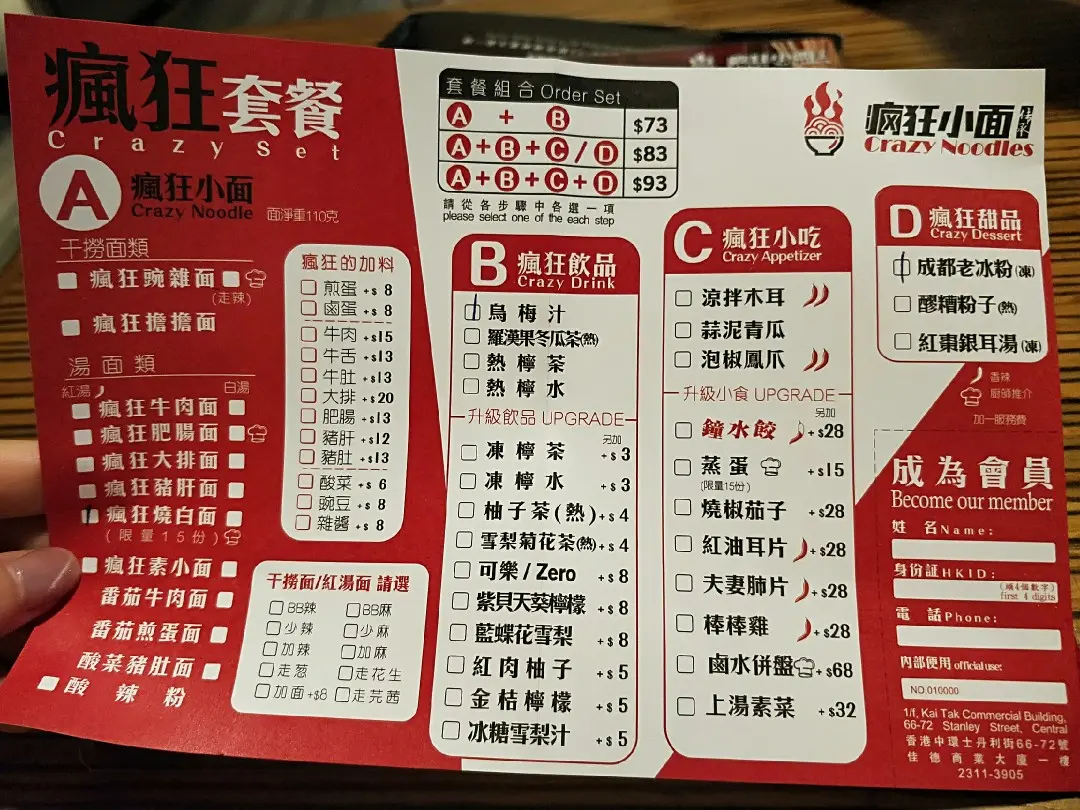 瘋狂套餐
Crazy Set
A 瘋狂小面
Crazy Noodle 面淨重110克
干撈面類
瘋狂豌雜面
(走辣)
瘋狂擔擔面
湯面類
紅湯 白湯
瘋狂牛肉面
瘋狂肥腸面
瘋狂大排面
瘋狂豬肝面
瘋狂燒白面
(限量15份)
瘋狂素小面
番茄牛肉面
番茄煎蛋面
酸菜豬肚面
酸辣粉
瘋狂的加料
煎蛋 +$ 8
鹵蛋 +$ 8
牛肉 +$15
牛舌 +$13
牛肚 +$13
大排 +$20
肥腸 +$13
豬肝 +$12
豬肚 +$13
酸菜 +$ 6
豌豆 +$ 8
雜醬 +$ 8
干撈面/紅湯面 請選
BB辣 BB麻
少辣 少麻
加辣 加麻
走葱 走花生
加面+$8 走芫茜
套餐組合 Order Set
A + B $73
A+B+C/D $83
A+B+C+D $93
請從各步驟中各選一項
please select one of the each step
B 瘋狂飲品
Crazy Drink
烏梅汁
羅漢果冬瓜茶(熱)
熱檸茶
熱檸水
升級飲品 UPGRADE
另加
凍檸茶 +$ 3
凍檸水 +$ 3
柚子茶(熱) +$ 4
雪梨菊花茶(熱) +$ 4
可樂/Zero +$ 8
紫貝天葵檸檬 +$ 8
藍蝶花雪梨 +$ 8
紅肉柚子 +$ 5
金桔檸檬 +$ 5
冰糖雪梨汁 +$ 5
C 瘋狂小吃
Crazy Appetizer
涼拌木耳
蒜泥青瓜
泡椒鳳爪
升級小食 UPGRADE
另加
鐘水餃 +$28
蒸蛋 +$15
(限量15份)
燒椒茄子 +$28
紅油耳片 +$28
夫妻肺片 +$28
棒棒雞 +$28
鹵水併盤 +$68
上湯素菜 +$32
疯狂小面
Crazy Noodles
D 瘋狂甜品
Crazy Dessert
成都老冰粉(凍)
醪糟粉子(熱)
紅棗銀耳湯(凍)
香辣
廚師推介
加一服務費
成為會員
Become our member
姓 名Name:
身份証HKID:
(頭4個數字)
first 4 digits
電 話Phone:
內部使用 official use:
NO.010000
1/f, Kai Tak Commercial Building,
66-72 Stanley Street, Central
香港中環士丹利街66-72號
佳德商業大廈一樓
2311-3905